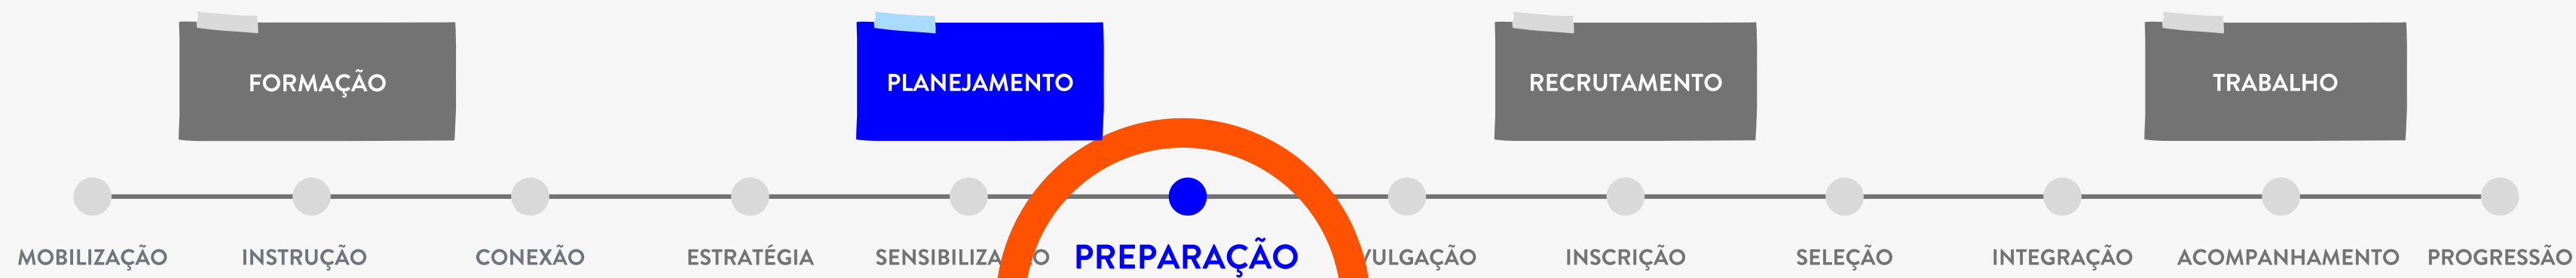 FORMAÇÃO
PLANEJAMENTO
RECRUTAMENTO
TRABALHO
MOBILIZAÇÃO
INSTRUÇÃO
CONEXÃO
ESTRATÉGIA
PREPARAÇÃO
INSCRIÇÃO
SELEÇÃO
INTEGRAÇÃO
ACOMPANHAMENTO
PROGRESSÃO